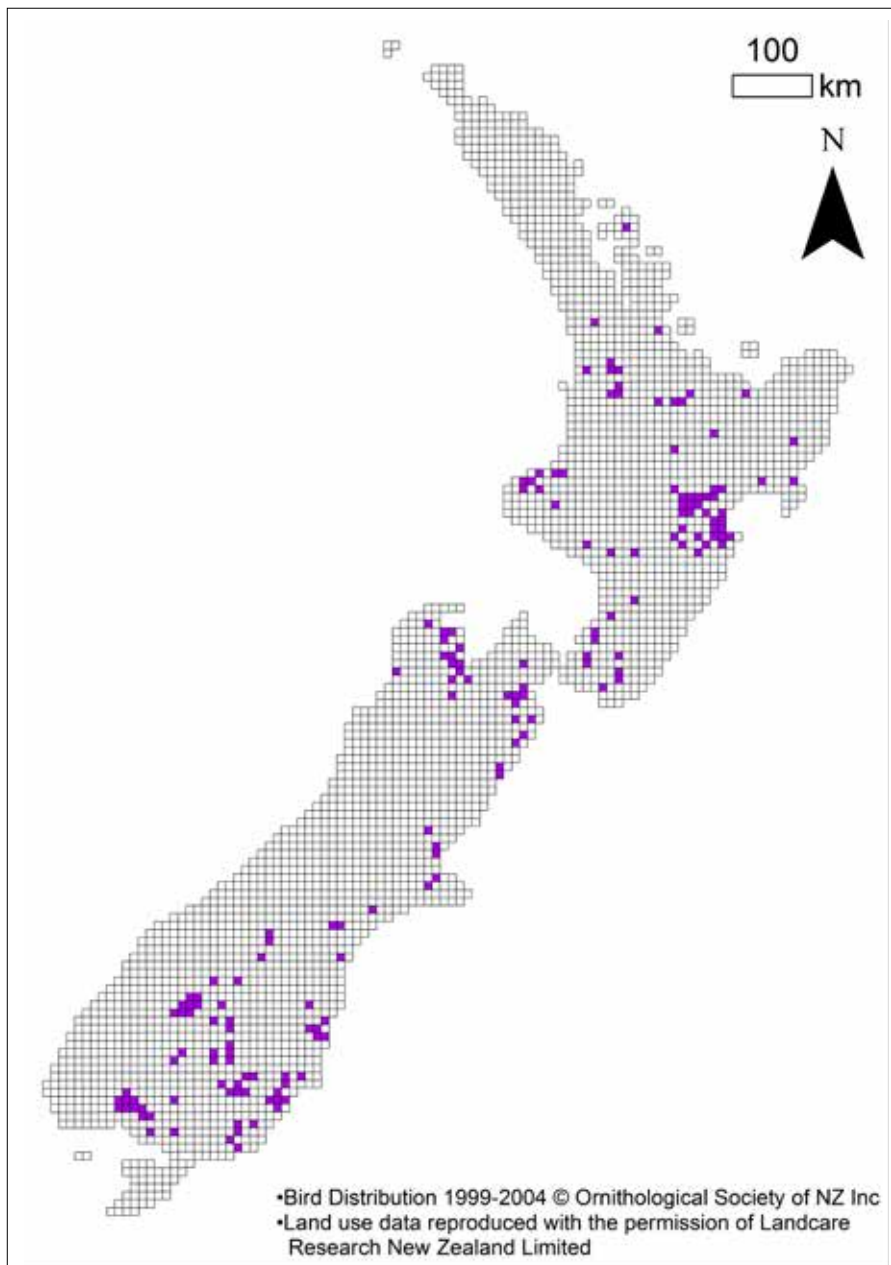 100
km
N
•Bird Distribution 1999-2004 © Ornithological Society of NZ Inc
•Land use data reproduced with the permission of Landcare
Research New Zealand Limited